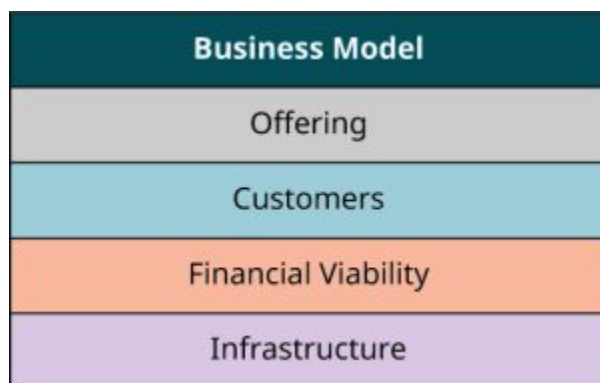 Business Model
Offering
Customers
Financial Viability
Infrastructure